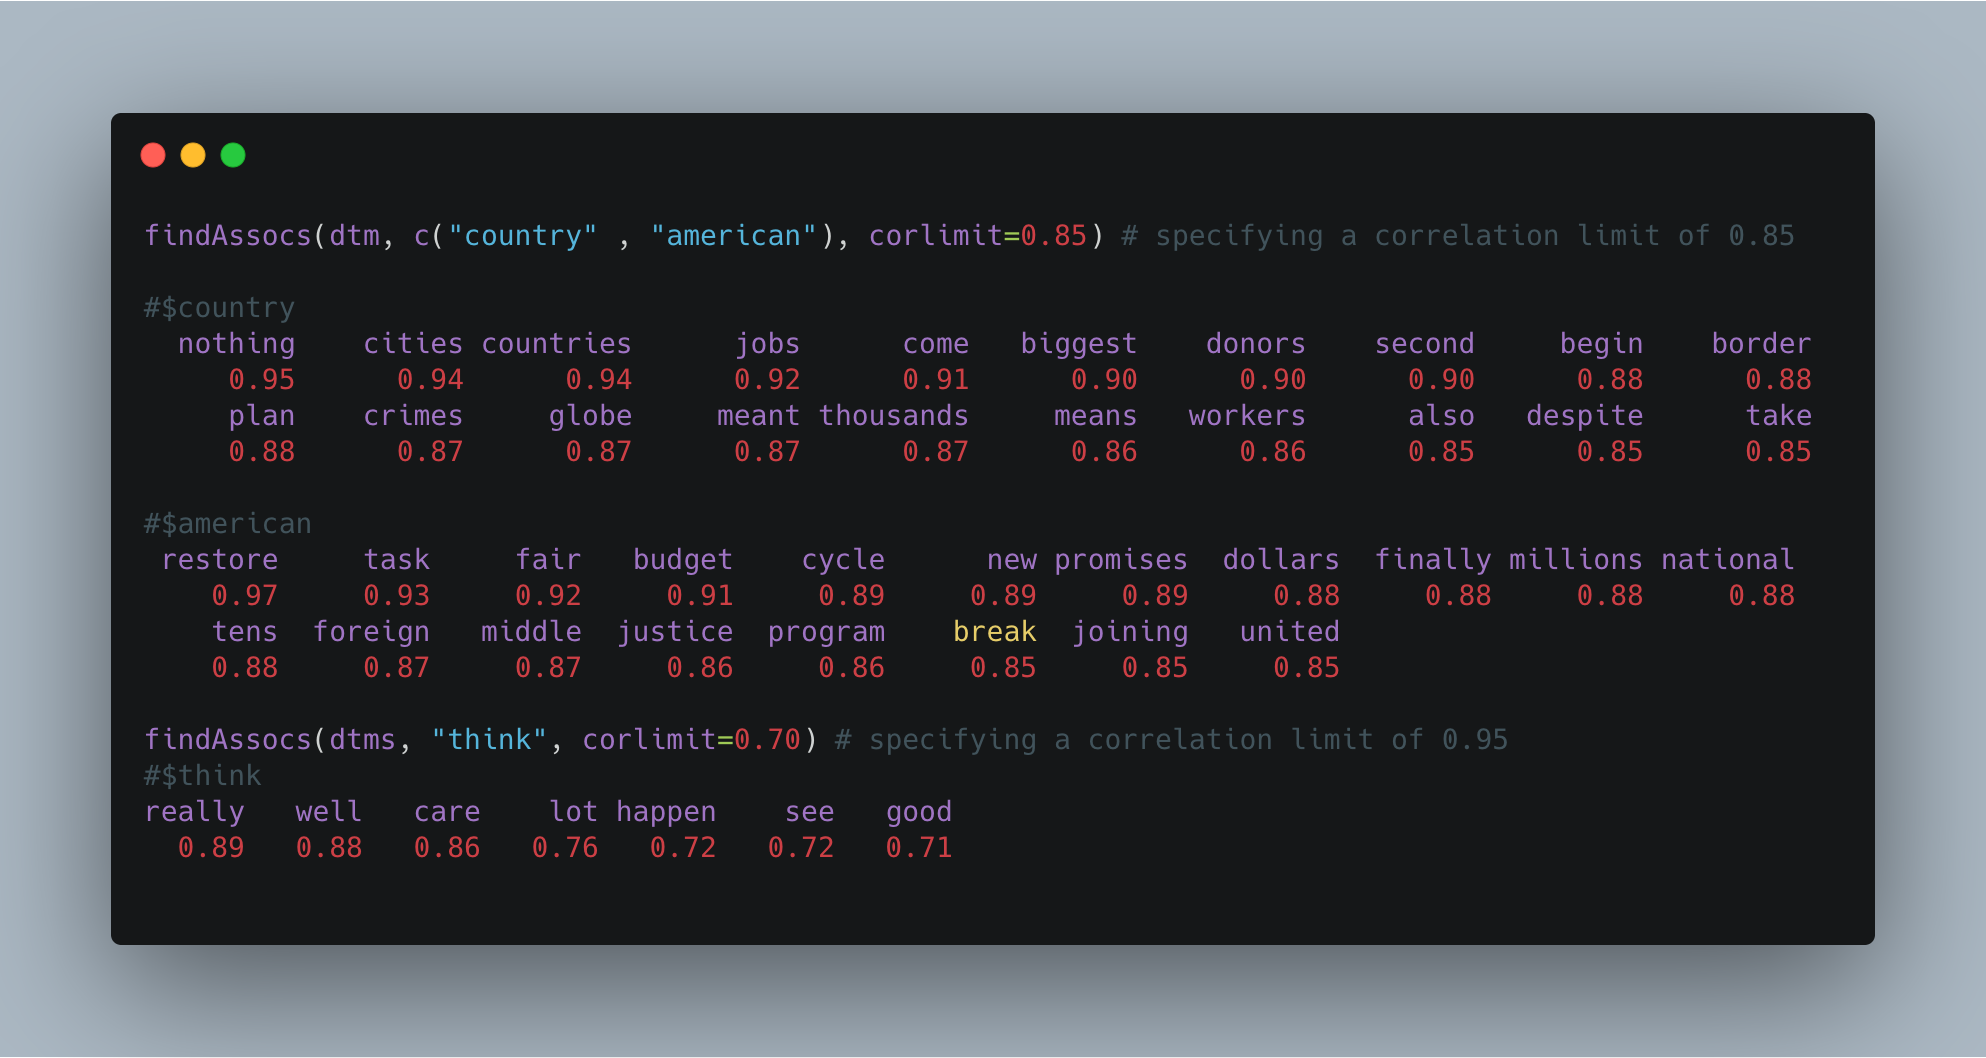 findAssocs(dtm, c("country" , "american"), corlimit=0.85) # specifying a correlation limit of 0.85
#$country
nothing cities countries jobs come biggest donors second begin border
0.95 0.94 0.94 0.92 0.91 0.90 0.90 0.90 0.88 0.88
plan crimes globe meant thousands means workers also despite take
0.88 0.87 0.87 0.87 0.87 0.86 0.86 0.85 0.85 0.85
#$american
restore task fair budget cycle new promises dollars finally millions national
0.97 0.93 0.92 0.91 0.89 0.89 0.89 0.88 0.88 0.88 0.88
tens foreign middle justice program break joining united
0.88 0.87 0.87 0.86 0.86 0.85 0.85 0.85
findAssocs(dtms, "think", corlimit=0.70) # specifying a correlation limit of 0.95
#$think
really well care lot happen see good
0.89 0.88 0.86 0.76 0.72 0.72 0.71